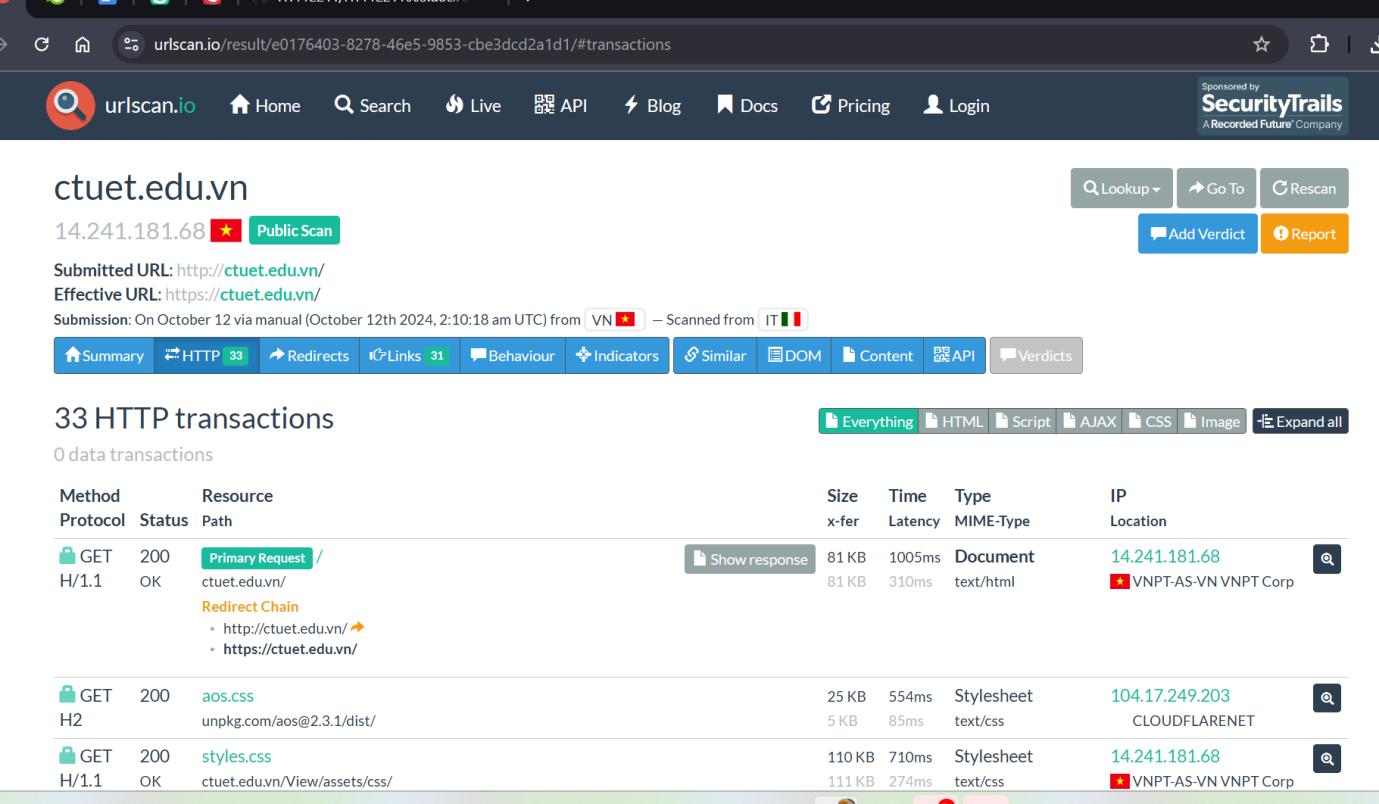 urlscan.io/result/e0176403-8278-46e5-9853-cbe3dcd2a1d1/#transactions
urlscan.io Home Search Live API Blog Docs Pricing Login
Sponsored by
SecurityTrails
A Recorded Future® Company
ctuet.edu.vn
Lookup Go To Rescan
14.241.181.68 Public Scan
Add Verdict Report
Submitted URL: http://ctuet.edu.vn/
Effective URL: https://ctuet.edu.vn/
Submission: On October 12 via manual (October 12th 2024, 2:10:18 am UTC) from VN — Scanned from IT
Summary HTTP 33 Redirects Links 31 Behaviour Indicators Similar DOM Content API Verdicts
33 HTTP transactions
Everything HTML Script AJAX CSS Image Expand all
0 data transactions
Method Resource Size Time Type IP
Protocol Status Path x-fer Latency MIME-Type Location
GET 200 Primary Request / Show response 81 KB 1005ms Document 14.241.181.68
H/1.1 OK ctuet.edu.vn/ 81 KB 310ms text/html VNPT-AS-VN VNPT Corp
Redirect Chain
http://ctuet.edu.vn/
https://ctuet.edu.vn/
GET 200 aos.css 25 KB 554ms Stylesheet 104.17.249.203
H2 unpkg.com/aos@2.3.1/dist/ 5 KB 85ms text/css CLOUDFLARENET
GET 200 styles.css 110 KB 710ms Stylesheet 14.241.181.68
H/1.1 OK ctuet.edu.vn/View/assets/css/ 111 KB 274ms text/css VNPT-AS-VN VNPT Corp